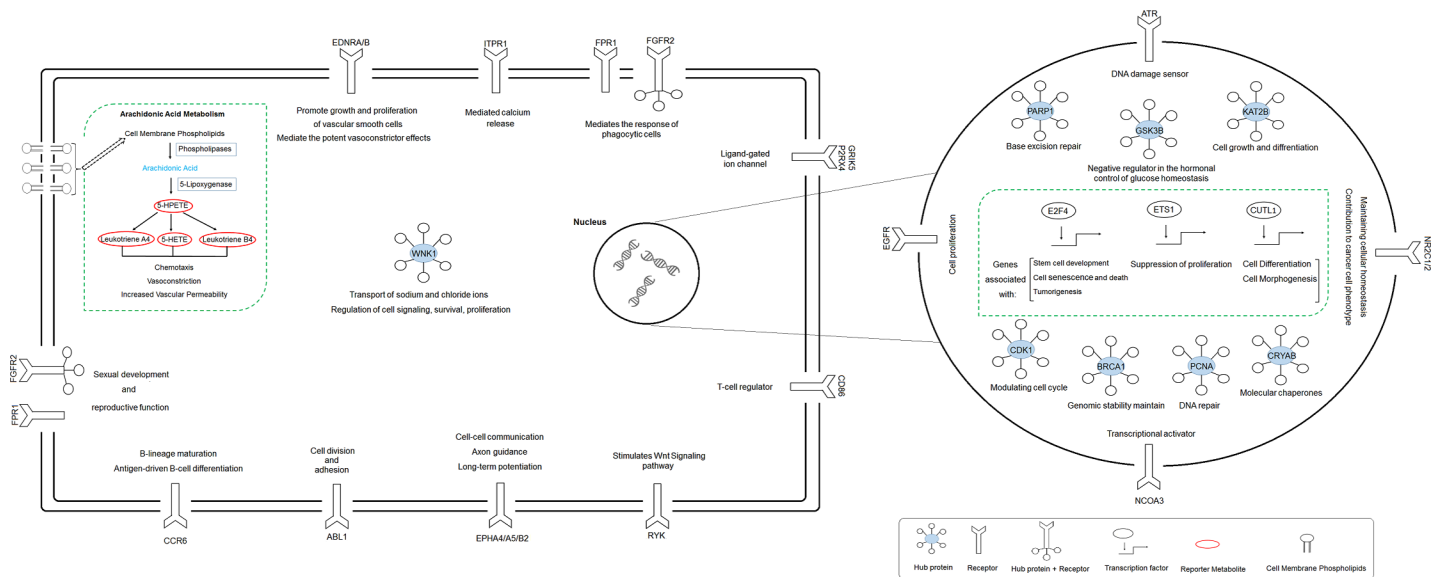 EDNRA/B
ITPR1
FPR1
FGFR2
Arachidonic Acid Metabolism
Cell Membrane Phospholipids
Phospholipases
Arachidonic Acid
5-Lipoxygenase
5-HPETE
Leukotriene A4
5-HETE
Leukotriene B4
Chemotaxis
Vasoconstriction
Increased Vascular Permeability
Promote growth and proliferation
of vascular smooth cells
Mediate the potent vasoconstrictor effects
Mediated calcium
release
Mediates the response of
phagocytic cells
Ligand-gated
ion channel
GRIK5
P2RX4
WNK1
Transport of sodium and chloride ions
Regulation of cell signaling, survival, proliferation
Nucleus
FGFR2
FPR1
Sexual development
and
reproductive function
T-cell regulator
CD86
B-lineage maturation
Antigen-driven B-cell differentiation
Cell division
and
adhesion
Cell-cell communication
Axon guidance
Long-term potentiation
Stimulates Wnt Signaling
pathway
CCR6
ABL1
EPHA4/A5/B2
RYK
ATR
DNA damage sensor
PARP1
Base excision repair
GSK3B
Negative regulator in the hormonal
control of glucose homeostasis
KAT2B
Cell growth and diffrentiation
EGFR
Cell proliferation
E2F4
ETS1
CUTL1
Genes
associated
with:
Stem cell development
Cell senescence and death
Tumorigenesis
Suppression of proliferation
Cell Differentiation
Cell Morphogenesis
Maintaining cellular homeostasis
Contribution to cancer cell phenotype
NR2C1/2
CDK1
Modulating cell cycle
BRCA1
Genomic stability maintain
PCNA
DNA repair
CRYAB
Molecular chaperones
Transcriptional activator
NCOA3
Hub protein
Receptor
Hub protein + Receptor
Transcription factor
Reporter Metabolite
Cell Membrane Phospholipids